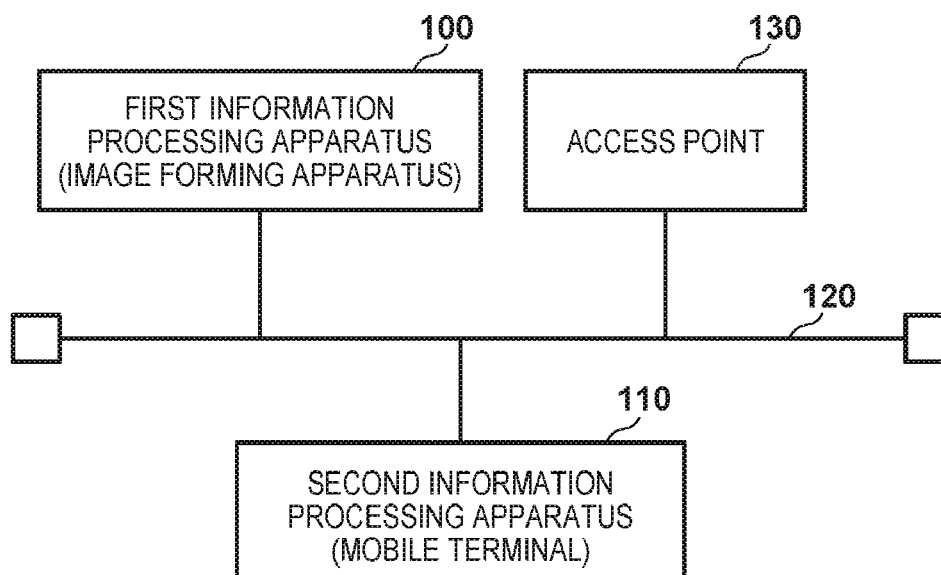 100
130
FIRST INFORMATION
PROCESSING APPARATUS
(IMAGE FORMING APPARATUS)
ACCESS POINT
120
110
SECOND INFORMATION
PROCESSING APPARATUS
(MOBILE TERMINAL)